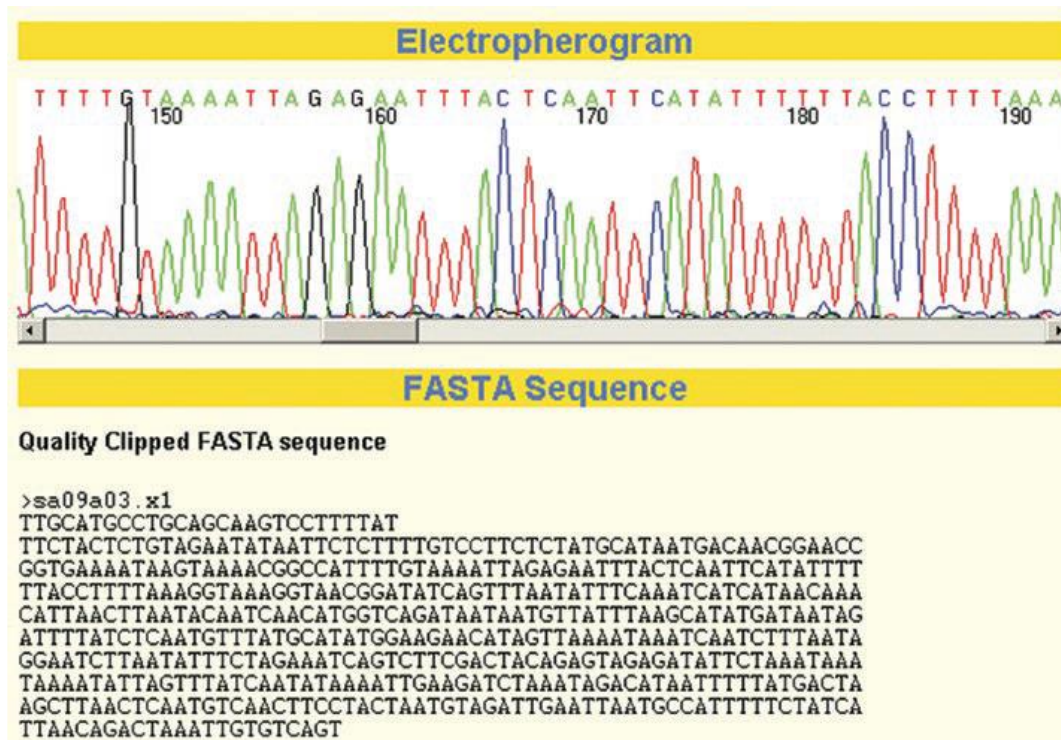 Electropherogram
T T T T G T A A A A T T A G A G A A T T T A C T C A A T T C A T A T T T T T T A C C T T T T A A A
150 160 170 180 190
FASTA Sequence
Quality Clipped FASTA sequence
>sa09a03.x1
TTGCATGCCTGCAGCAAGTCCTTTTAT
TTCTACTCTGTAGAATATAATTCTCTTTTGTCCTTCTCTATGCATAATGACAACGGAACC
GGTGAAAATAAGTAAAACGGCCATTTTGTAAAATTAGAGAATTTACTCAATTCATATTTT
TTACCTTTTAAAGGTAAAGGTAACGGATATCAGTTTAATATTTCAAATCATCATAACAAA
CATTAACTTAATACAATCAACATGGTCAGATAATAATGTTATTTAAGCATATGATAATAG
ATTTTATCTCAATGTTTATGCATATGGAAGAACATAGTTAAAATAAATCAATCTTTAATA
GGAATCTTAATATTTCTAGAAATCAGTCTTCGACTACAGAGTAGAGATATTCTAAATAAA
TAAAATATTAGTTTATCAATATAAAATTGAAGATCTAAATAGACATAATTTTTATGACTA
AGCTTAACTCAATGTCAACTTCCTACTAATGTAGATTGAATTAATGCCATTTTTCTATCA
TTAACAGACTAAATTGTGTCAGT